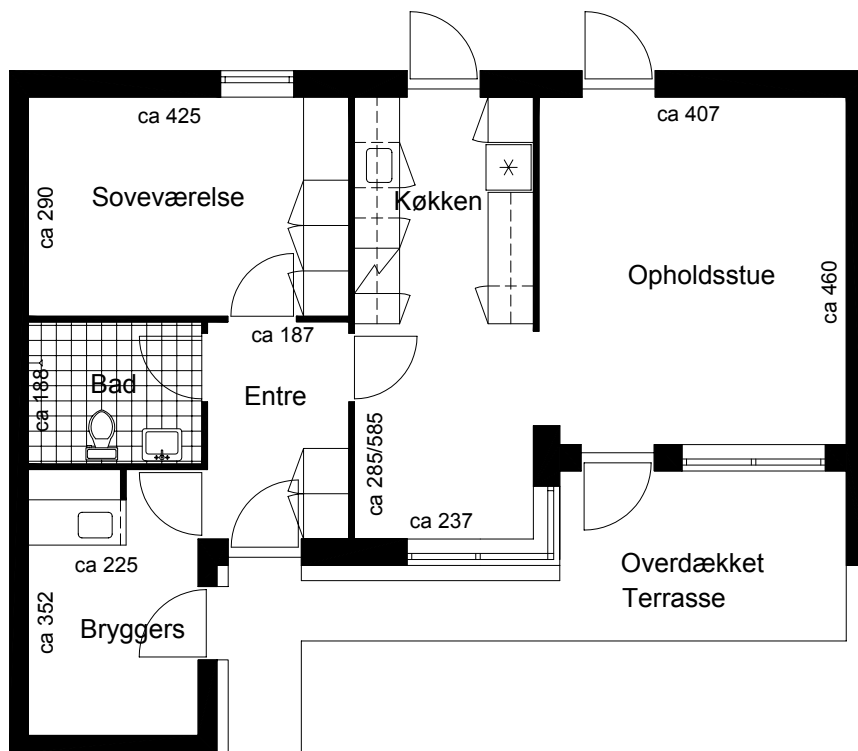 ca 425
ca 407
ca 290
Soveværelse
Køkken
Opholdsstue
ca 460
ca 187
ca 188
Bad
Entre
ca 285/585
ca 237
ca 225
Overdækket
Terrasse
ca 352
Bryggers